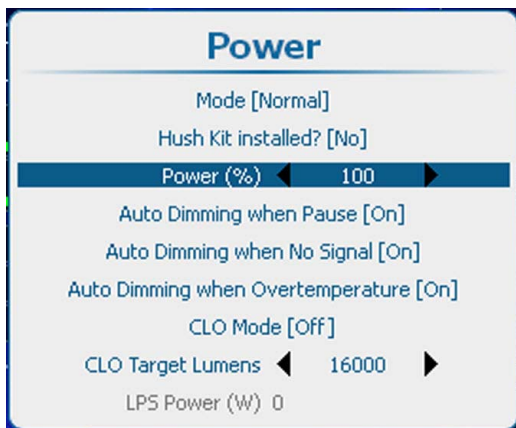 Power
Mode [Normal]
Hush Kit installed? [No]
Power (%) 100
Auto Dimming when Pause [On]
Auto Dimming when No Signal [On]
Auto Dimming when Overtemperature [On]
CLO Mode [Off]
CLO Target Lumens 16000
LPS Power (W) 0